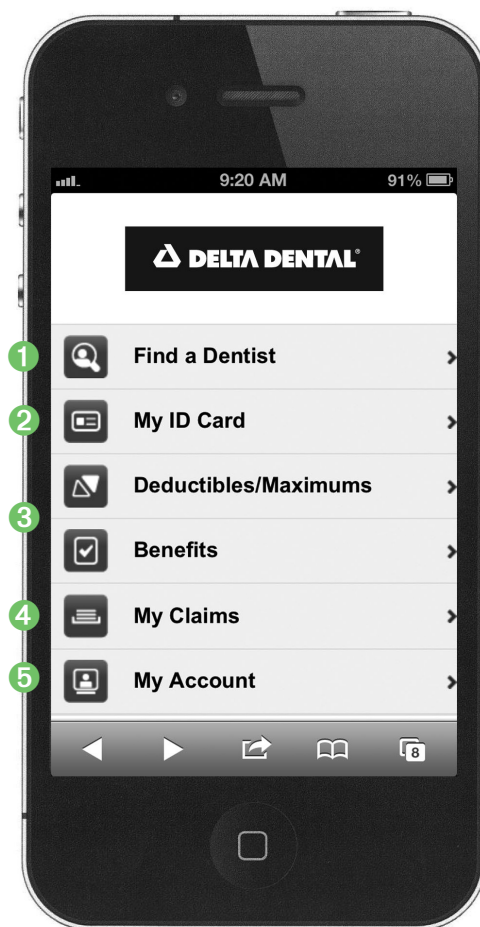 9:20 AM 91%
DELTA DENTAL®
1 Find a Dentist
2 My ID Card
Deductibles/Maximums
3
Benefits
4 My Claims
5 My Account
8